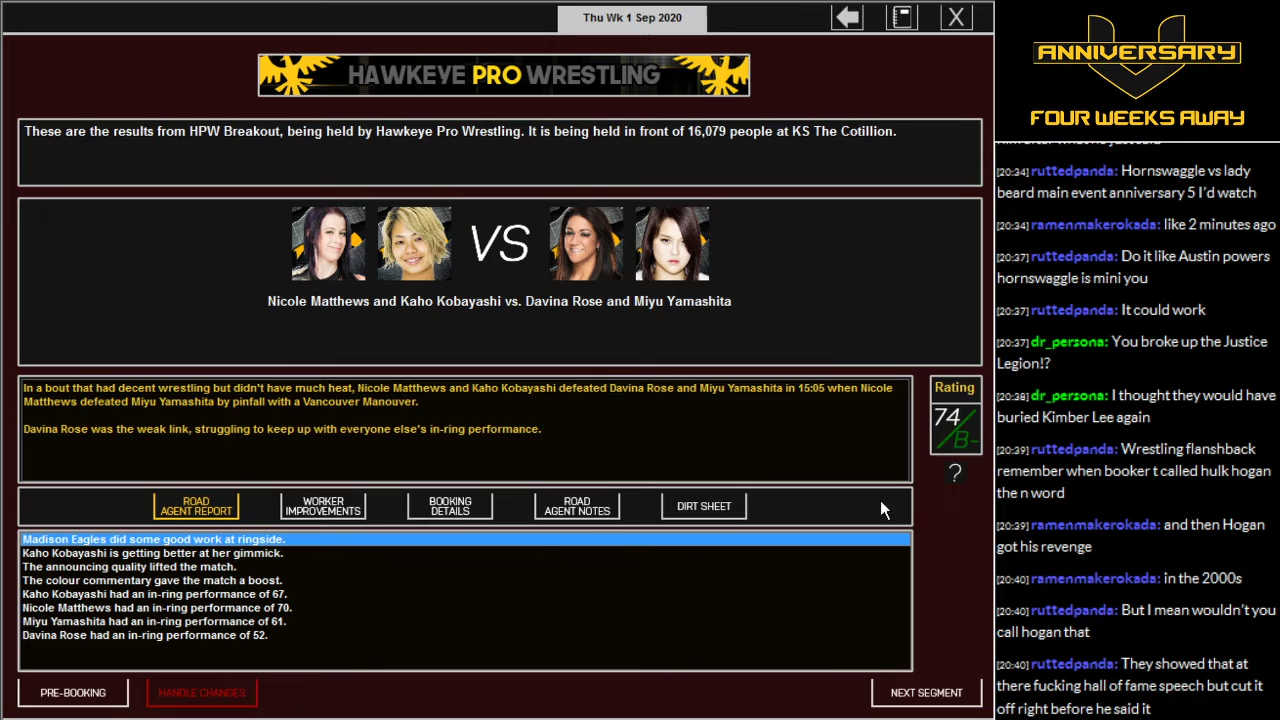 Thu Wk 1 Sep 2020
HAWKEYE PRO WRESTLING
These are the results from HPW Breakout, being held by Hawkeye Pro Wrestling. It is being held in front of 16,079 people at KS The Cotillion.
VS
Nicole Matthews and Kaho Kobayashi vs. Davina Rose and Miyu Yamashita
In a bout that had decent wrestling but didn't have much heat, Nicole Matthews and Kaho Kobayashi defeated Davina Rose and Miyu Yamashita in 15:05 when Nicole
Matthews defeated Miyu Yamashita by pinfall with a Vancouver Manouver.
Davina Rose was the weak link, struggling to keep up with everyone else's in-ring performance.
Rating
74
B-
?
ROAD
AGENT REPORT
WORKER
IMPROVEMENTS
BOOKING
DETAILS
ROAD
AGENT NOTES
DIRT SHEET
Madison Eagles did some good work at ringside.
Kaho Kobayashi is getting better at her gimmick.
The announcing quality lifted the match.
The colour commentary gave the match a boost.
Kaho Kobayashi had an in-ring performance of 67.
Nicole Matthews had an in-ring performance of 70.
Miyu Yamashita had an in-ring performance of 61.
Davina Rose had an in-ring performance of 52.
PRE-BOOKING
HANDLE CHANGES
NEXT SEGMENT
ANNIVERSARY
FOUR WEEKS AWAY
[20:34] ruttedpanda: Hornswaggle vs lady
beard main event anniversary 5 I'd watch
[20:34] ramenmakerokada: like 2 minutes ago
[20:37] ruttedpanda: Do it like Austin powers
hornswaggle is mini you
[20:37] ruttedpanda: It could work
[20:37] dr_persona: You broke up the Justice
Legion!?
[20:38] dr_persona: I thought they would have
buried Kimber Lee again
[20:39] ruttedpanda: Wrestling flanshback
remember when booker t called hulk hogan
the n word
[20:39] ramenmakerokada: and then Hogan
got his revenge
[20:40] ramenmakerokada: in the 2000s
[20:40] ruttedpanda: But I mean wouldn't you
call hogan that
[20:40] ruttedpanda: They showed that at
there fucking hall of fame speech but cut it
off right before he said it